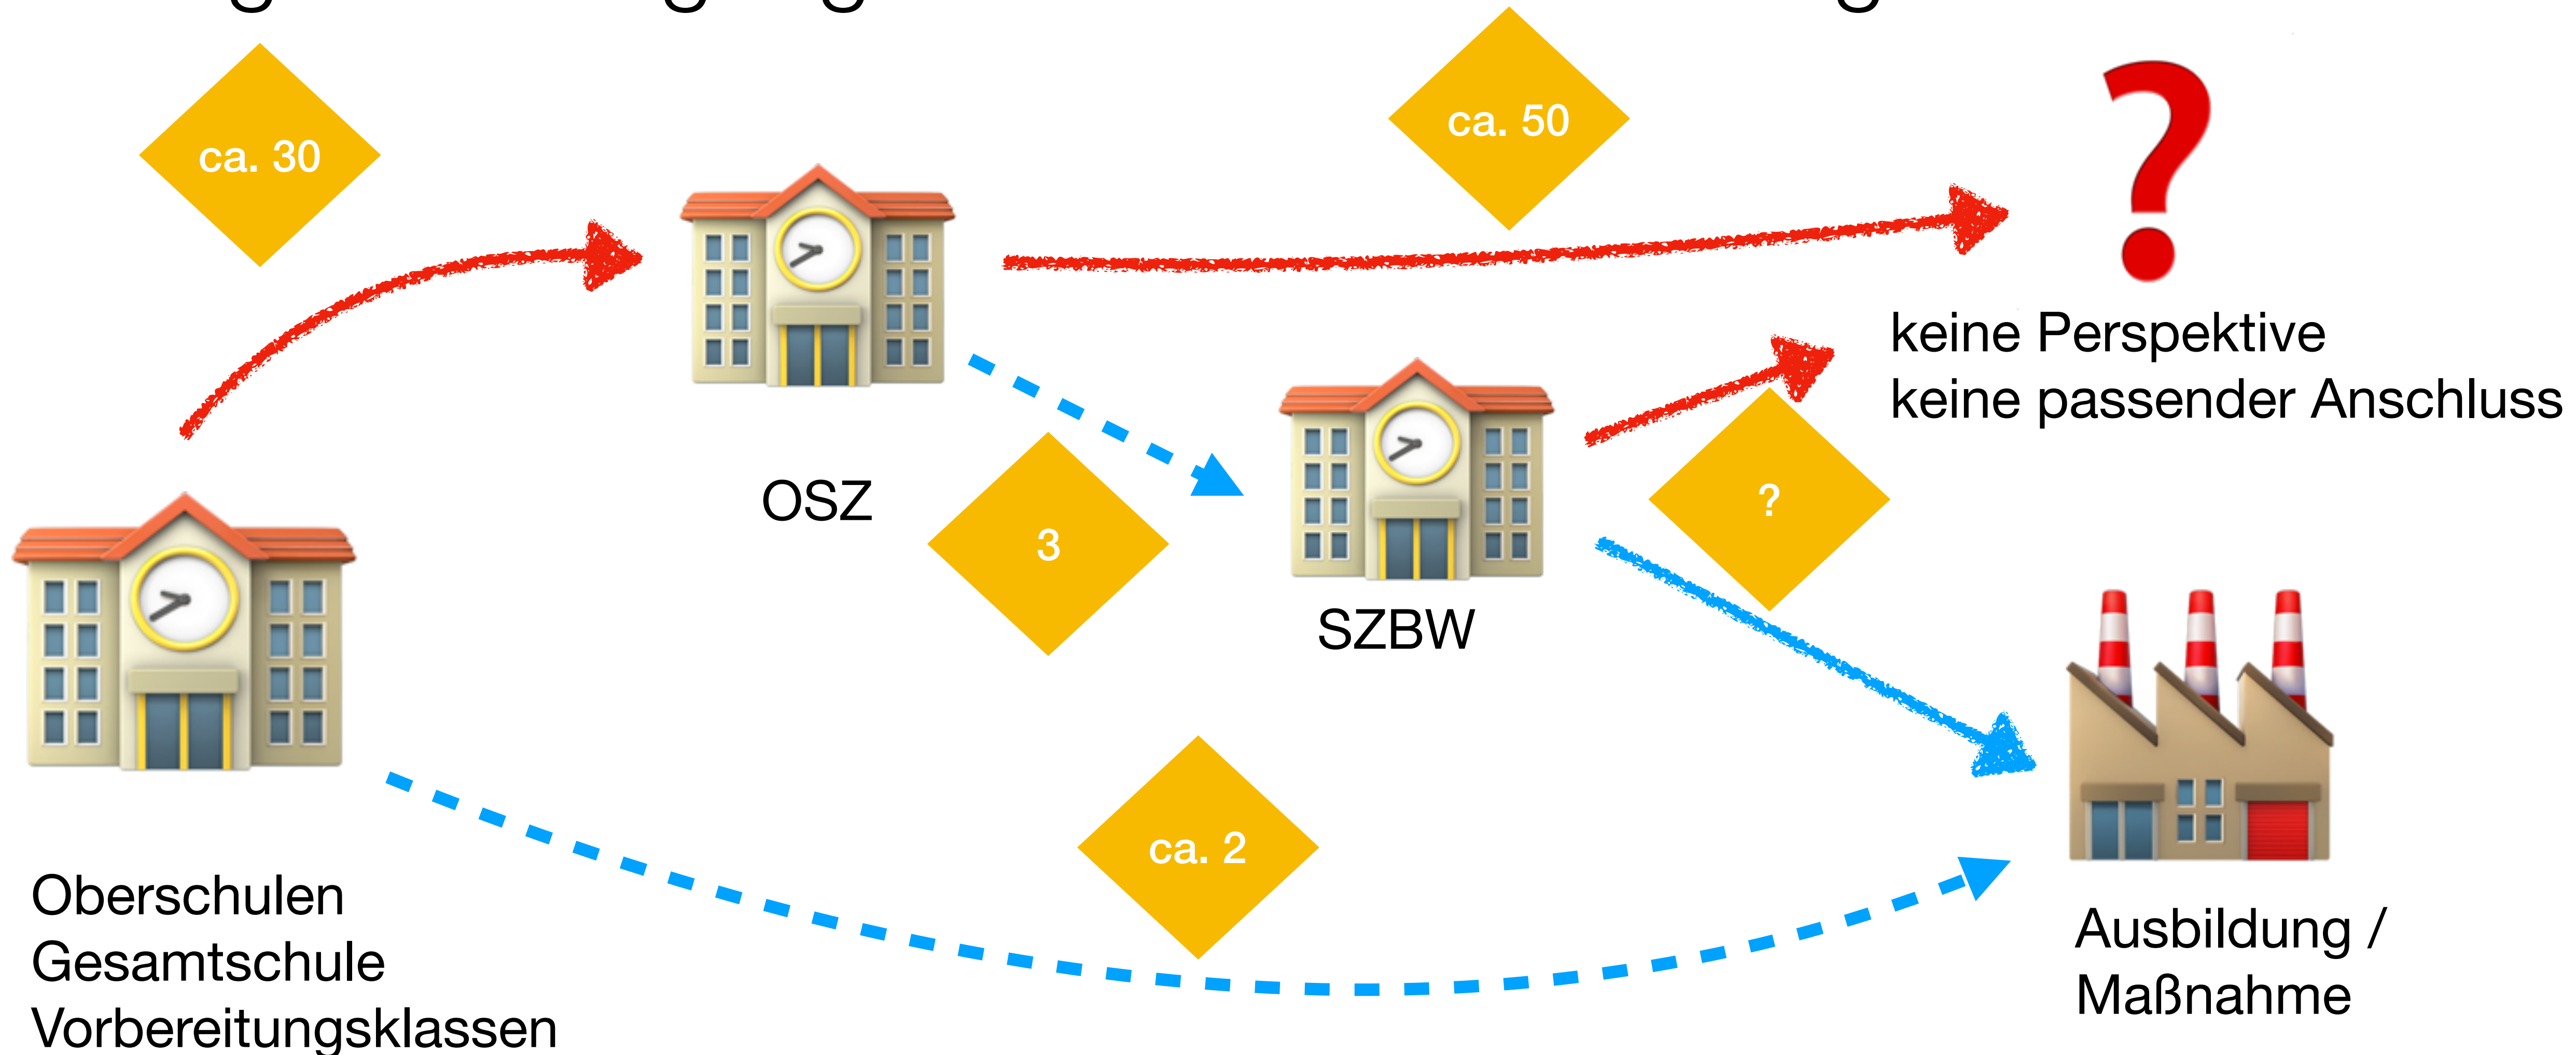 ca. 30
ca. 50
?
keine Perspektive
keine passender Anschluss
OSZ
3
?
SZBW
ca. 2
Oberschulen
Gesamtschule
Vorbereitungsklassen
Ausbildung /
Maßnahme